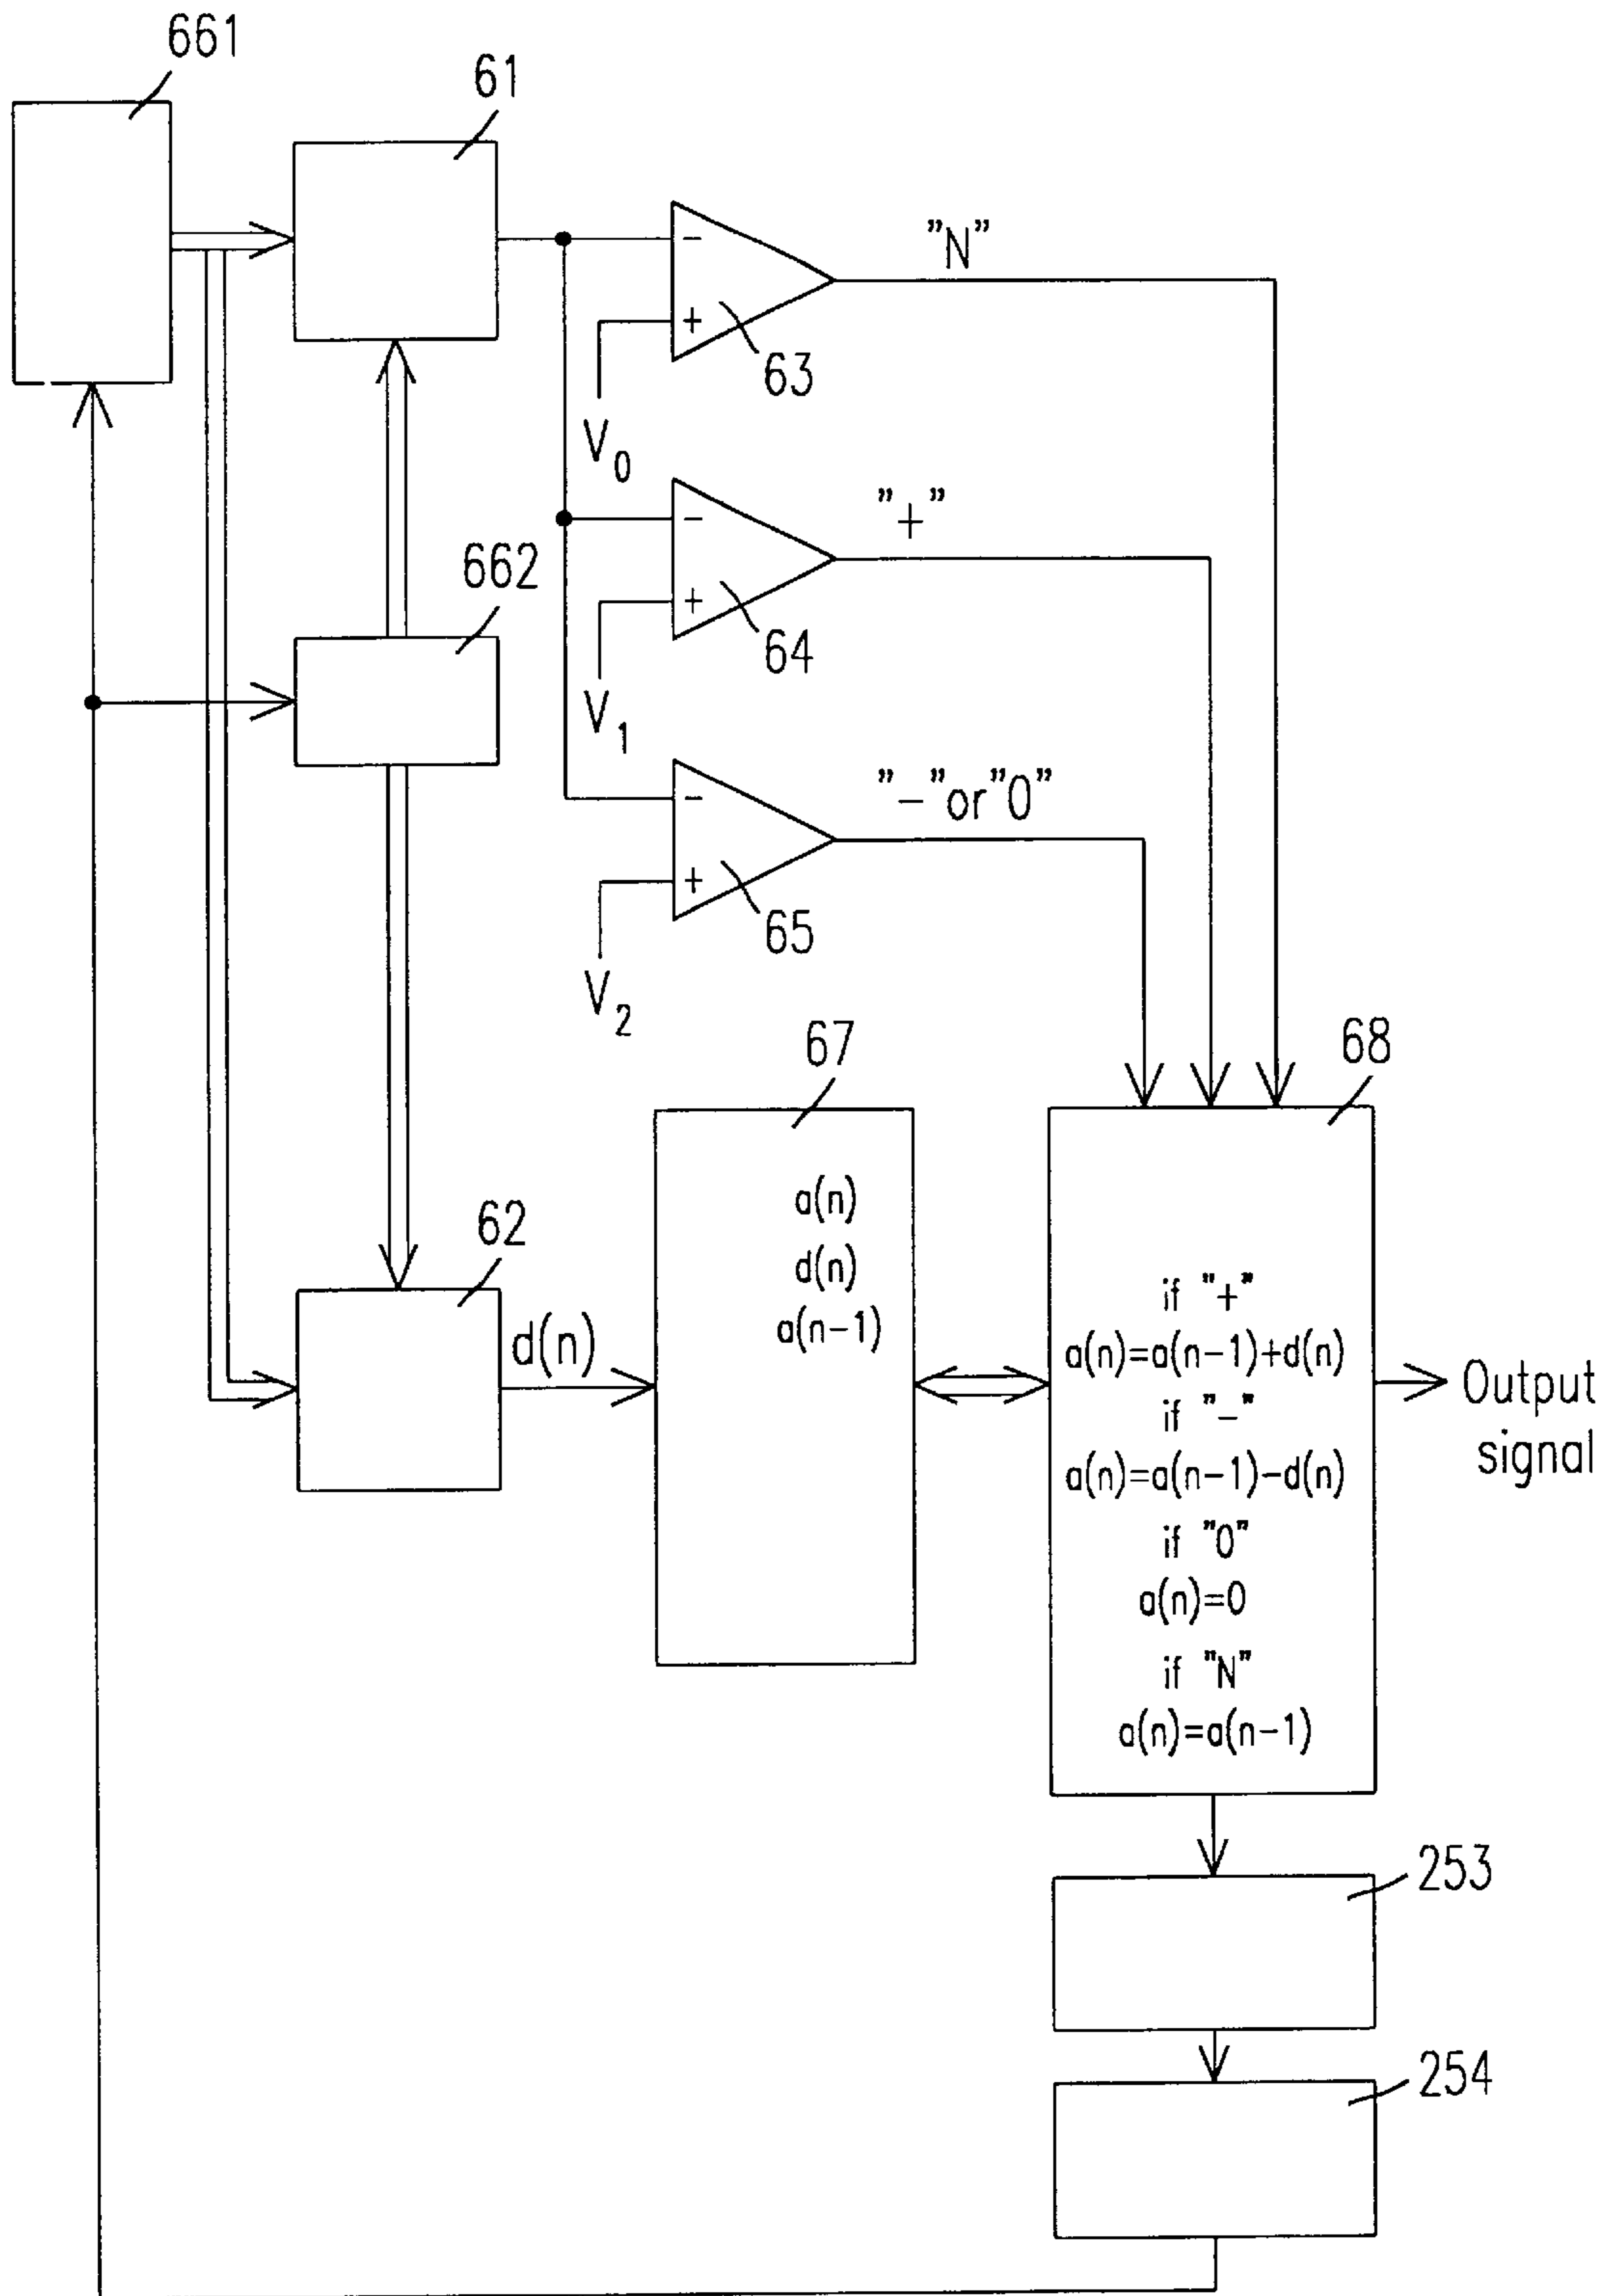 661
61
"N"
-
+
63
V0
"+"
-
+
64
662
V1
"-"or"0"
-
+
65
V2
67
68
a(n)
d(n)
a(n-1)
62
d(n)
if "+"
a(n)=a(n-1)+d(n)
if "-"
a(n)=a(n-1)-d(n)
if "0"
a(n)=0
if "N"
a(n)=a(n-1)
Output
signal
253
254